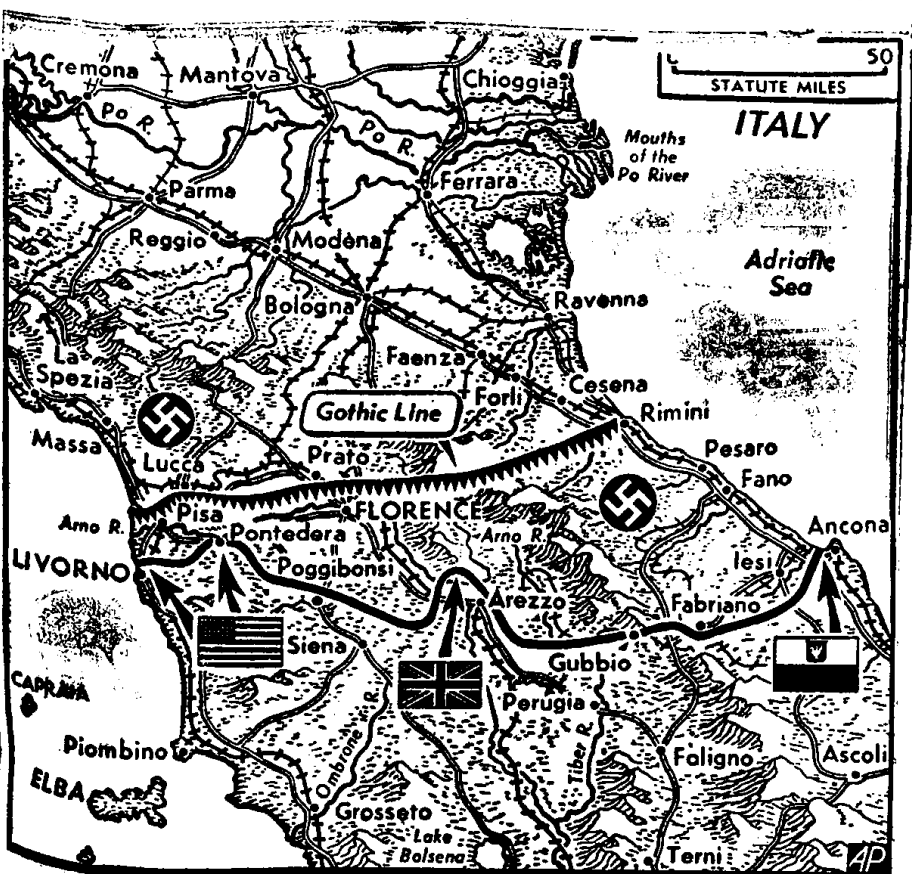 50
STATUTE MILES
ITALY
Cremona
Mantova
Chioggia
Po R.
Po R.
Mouths
of the
Po River
Parma
Ferrara
Reggio
Modena
Adriatic
Sea
Bologna
Ravenna
La
Spezia
Faenza
Forli
Cesena
Gothic Line
Rimini
Massa
Lucca
Prato
Pesaro
Fano
Pisa
FLORENCE
Arno R.
Pontedera
Arno R.
Ancona
LIVORNO
Poggibonsi
Iesi
Arezzo
Fabriano
Siena
Gubbio
CAPRAIA
Perugia
Piombino
Ombrone R.
Tiber R.
Faligno
Ascoli
ELBA
Grosseto
Lake
Bolsena
Terni
AP